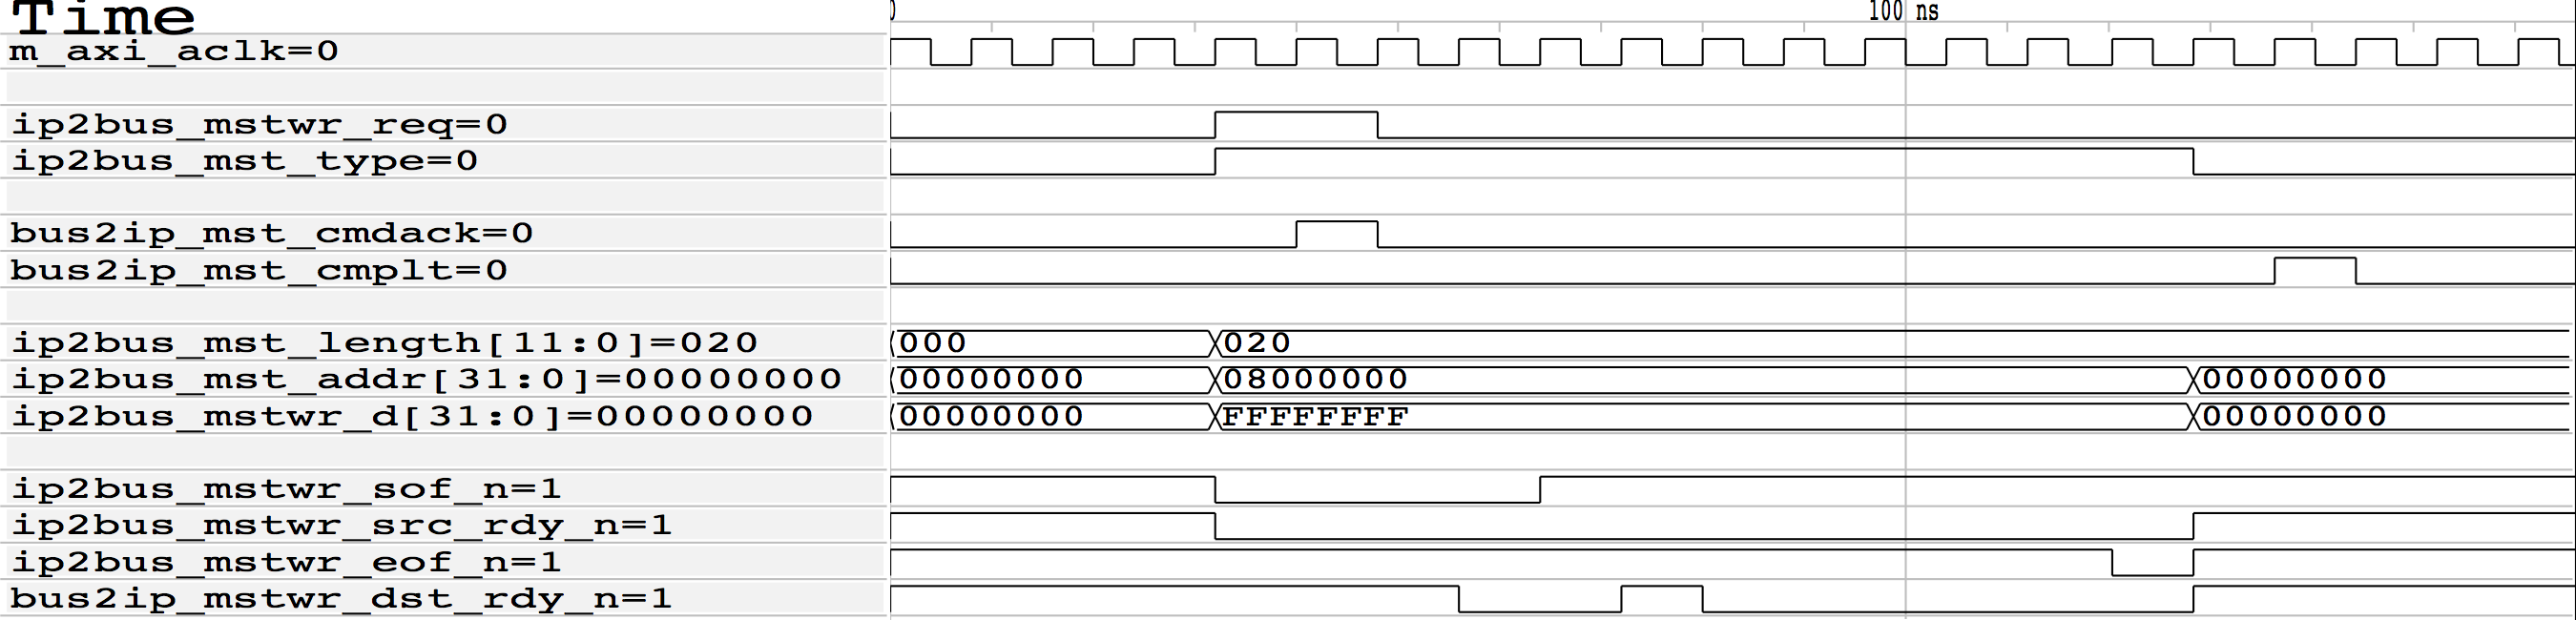 Time
0
100 ns
m_axi_aclk=0
ip2bus_mstwr_req=0
ip2bus_mst_type=0
bus2ip_mst_cmdack=0
bus2ip_mst_cmplt=0
ip2bus_mst_length[11:0]=020
000
020
ip2bus_mst_addr[31:0]=00000000
00000000
08000000
00000000
ip2bus_mstwr_d[31:0]=00000000
00000000
FFFFFFFF
00000000
ip2bus_mstwr_sof_n=1
ip2bus_mstwr_src_rdy_n=1
ip2bus_mstwr_eof_n=1
bus2ip_mstwr_dst_rdy_n=1